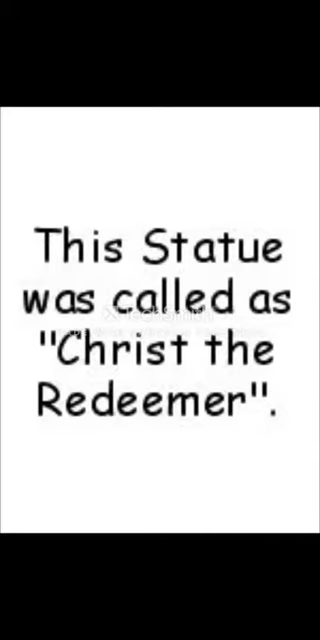 This Statue
was called as
"Christ the
Redeemer".